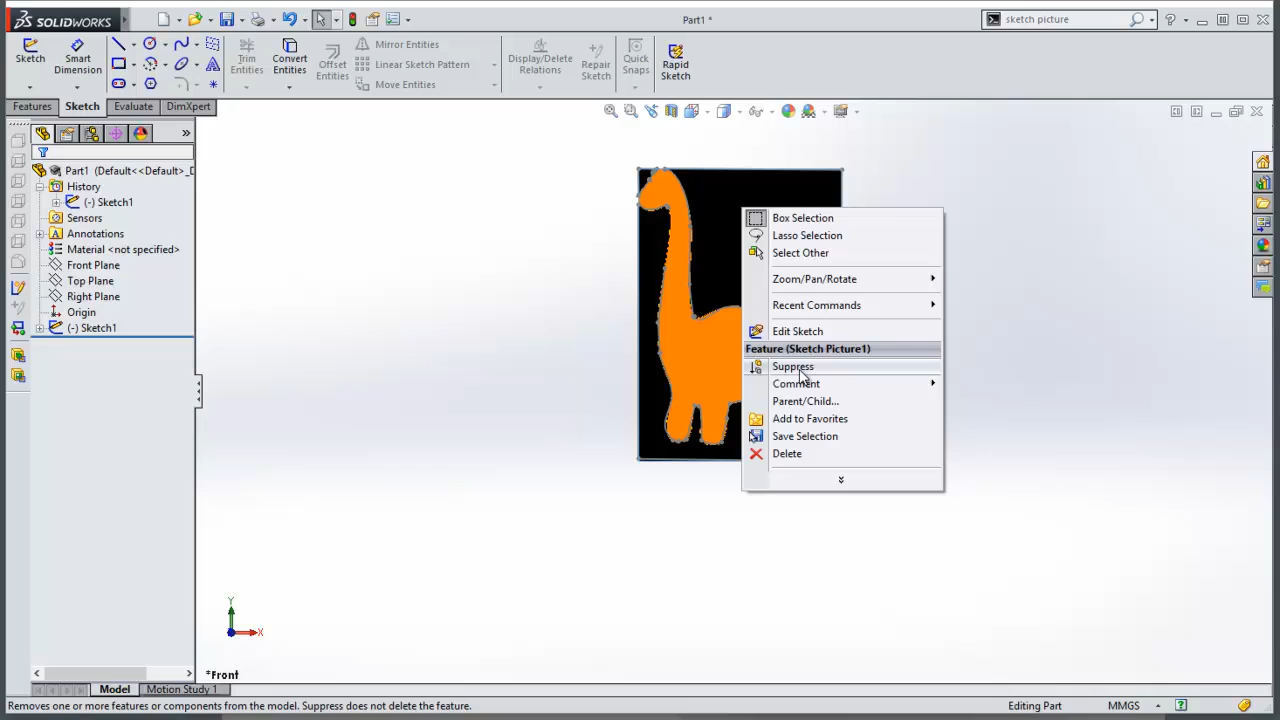 SOLIDWORKS
Part1 *
sketch picture
Sketch
Smart Dimension
Trim Entities
Convert Entities
Offset Entities
Mirror Entities
Linear Sketch Pattern
Move Entities
Display/Delete Relations
Repair Sketch
Quick Snaps
Rapid Sketch
Features
Sketch
Evaluate
DimXpert
Part1 (Default<<Default>_D
History
(-) Sketch1
Sensors
Annotations
Material <not specified>
Front Plane
Top Plane
Right Plane
Origin
(-) Sketch1
Box Selection
Lasso Selection
Select Other
Zoom/Pan/Rotate
Recent Commands
Edit Sketch
Feature (Sketch Picture1)
Suppress
Comment
Parent/Child...
Add to Favorites
Save Selection
Delete
Y
X
*Front
Model
Motion Study 1
Removes one or more features or components from the model. Suppress does not delete the feature.
Editing Part
MMGS